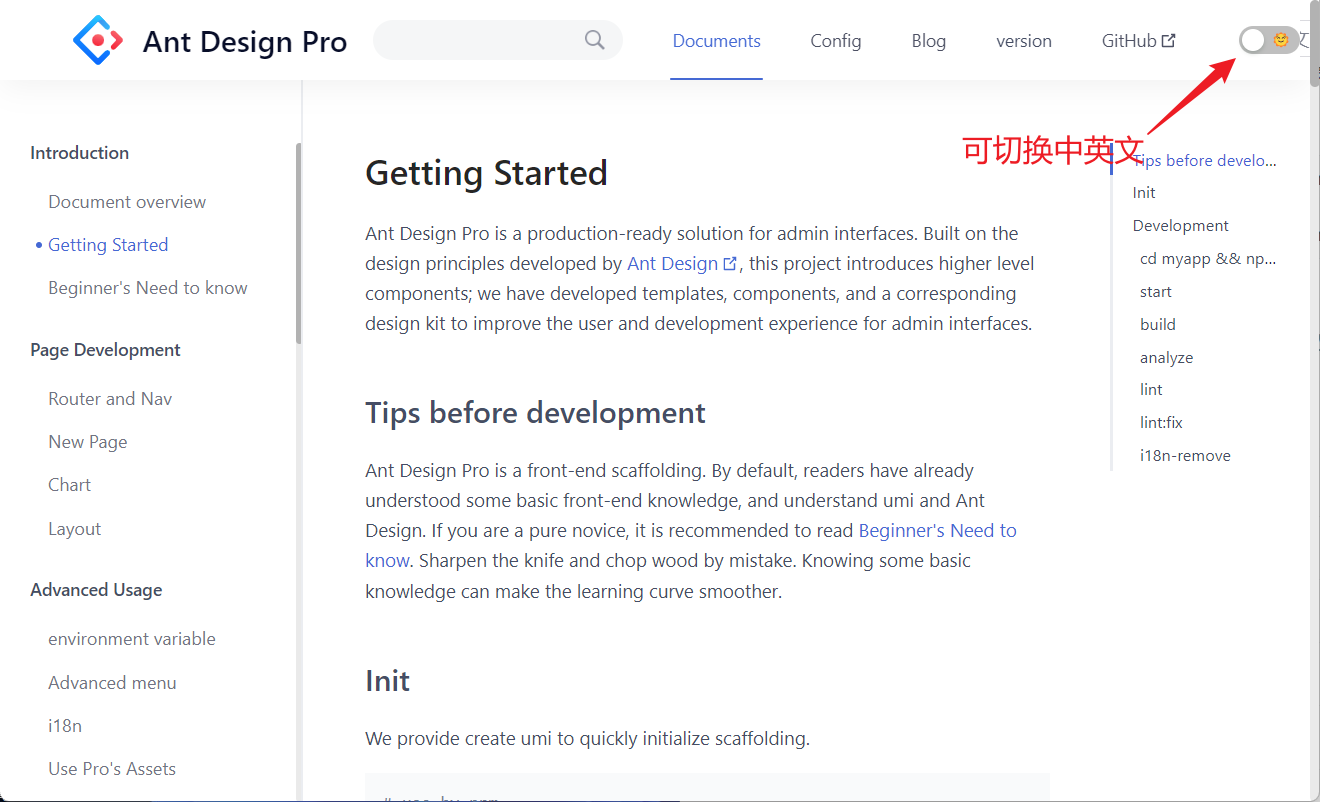 Ant Design Pro
Documents
Config
Blog
version
GitHub
可切换中英文
Introduction
Document overview
Getting Started
Beginner's Need to know
Page Development
Router and Nav
New Page
Chart
Layout
Advanced Usage
environment variable
Advanced menu
i18n
Use Pro's Assets
Getting Started
Ant Design Pro is a production-ready solution for admin interfaces. Built on the
design principles developed by Ant Design, this project introduces higher level
components; we have developed templates, components, and a corresponding
design kit to improve the user and development experience for admin interfaces.
Tips before development
Ant Design Pro is a front-end scaffolding. By default, readers have already
understood some basic front-end knowledge, and understand umi and Ant
Design. If you are a pure novice, it is recommended to read Beginner's Need to
know. Sharpen the knife and chop wood by mistake. Knowing some basic
knowledge can make the learning curve smoother.
Init
We provide create umi to quickly initialize scaffolding.
Tips before develo...
Init
Development
cd myapp && np...
start
build
analyze
lint
lint:fix
i18n-remove